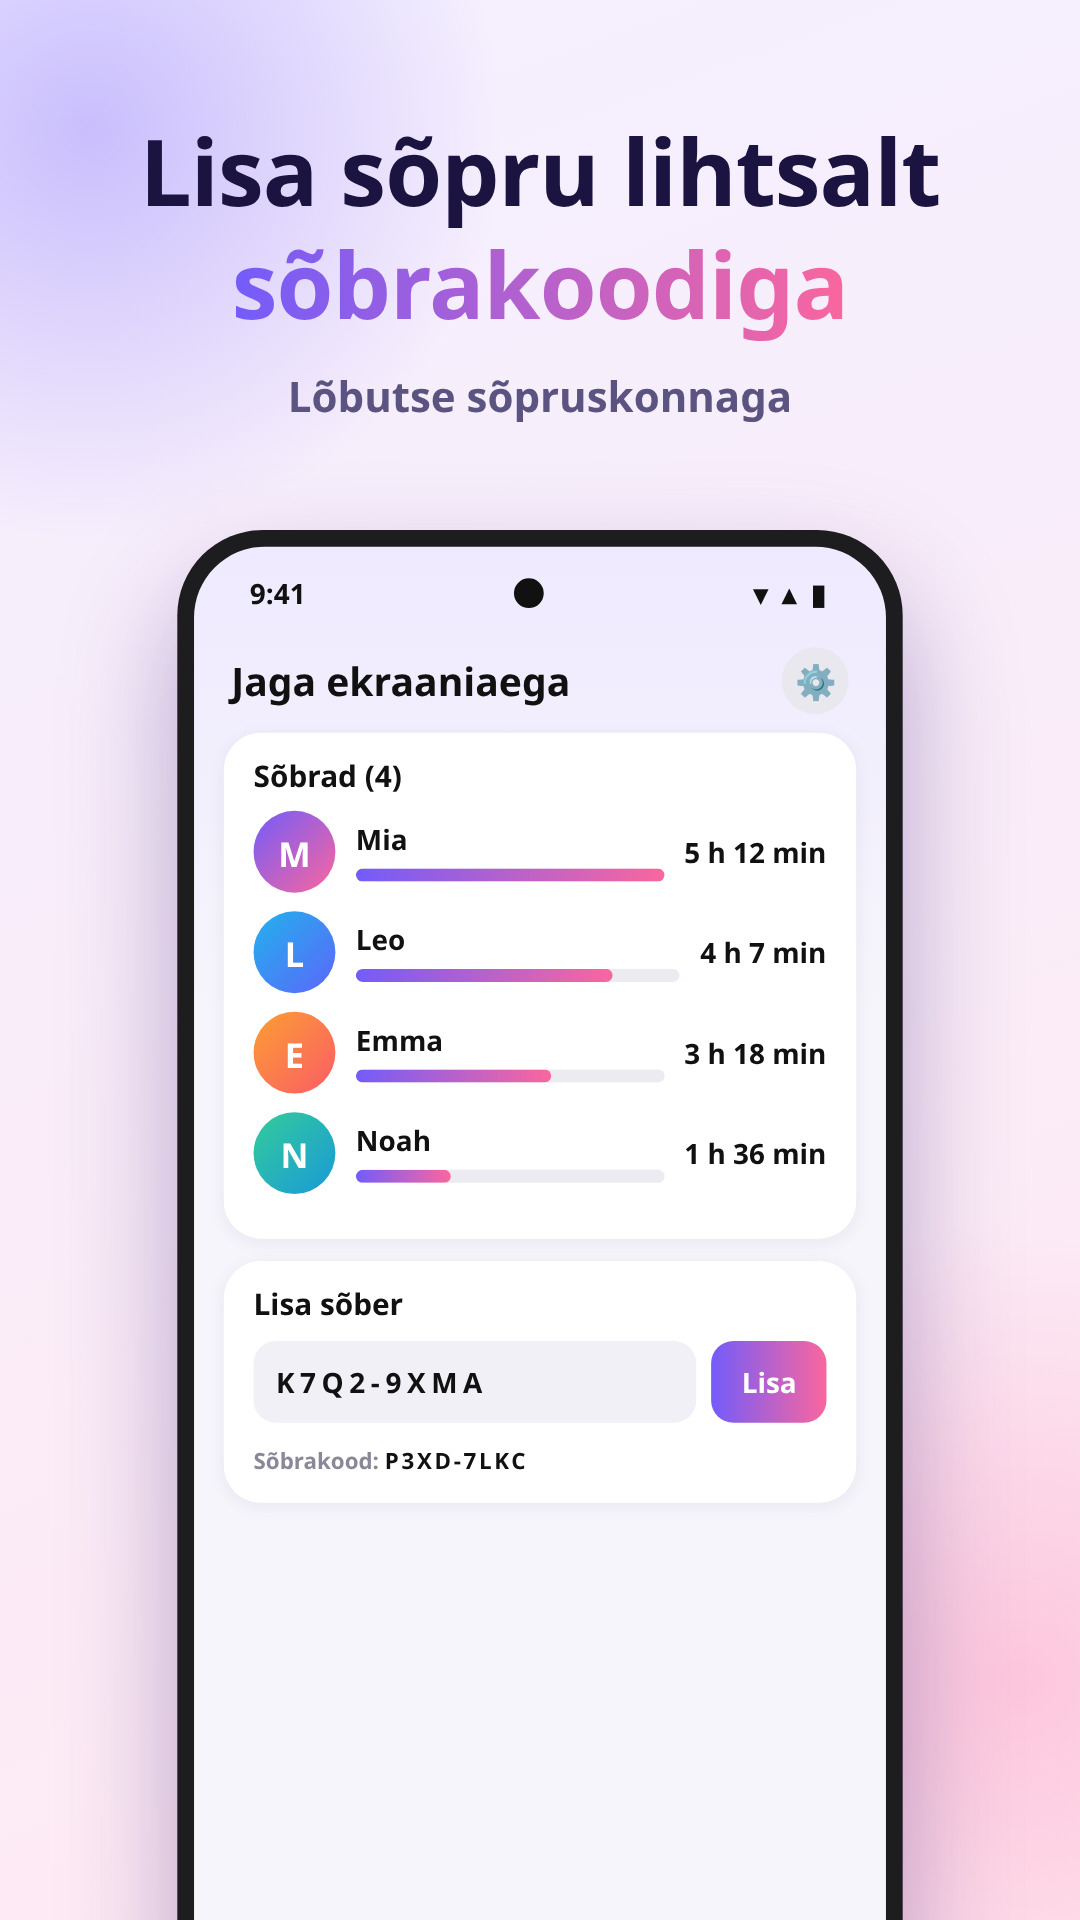 Lisa sõpru lihtsalt
sõbrakoodiga
Lõbutse sõpruskonnaga
9:41
Jaga ekraaniaega
Sõbrad (4)
M
Mia
5 h 12 min
L
Leo
4 h 7 min
E
Emma
3 h 18 min
N
Noah
1 h 36 min
Lisa sõber
K7Q2-9XMA
Lisa
Sõbrakood: P3XD-7LKC